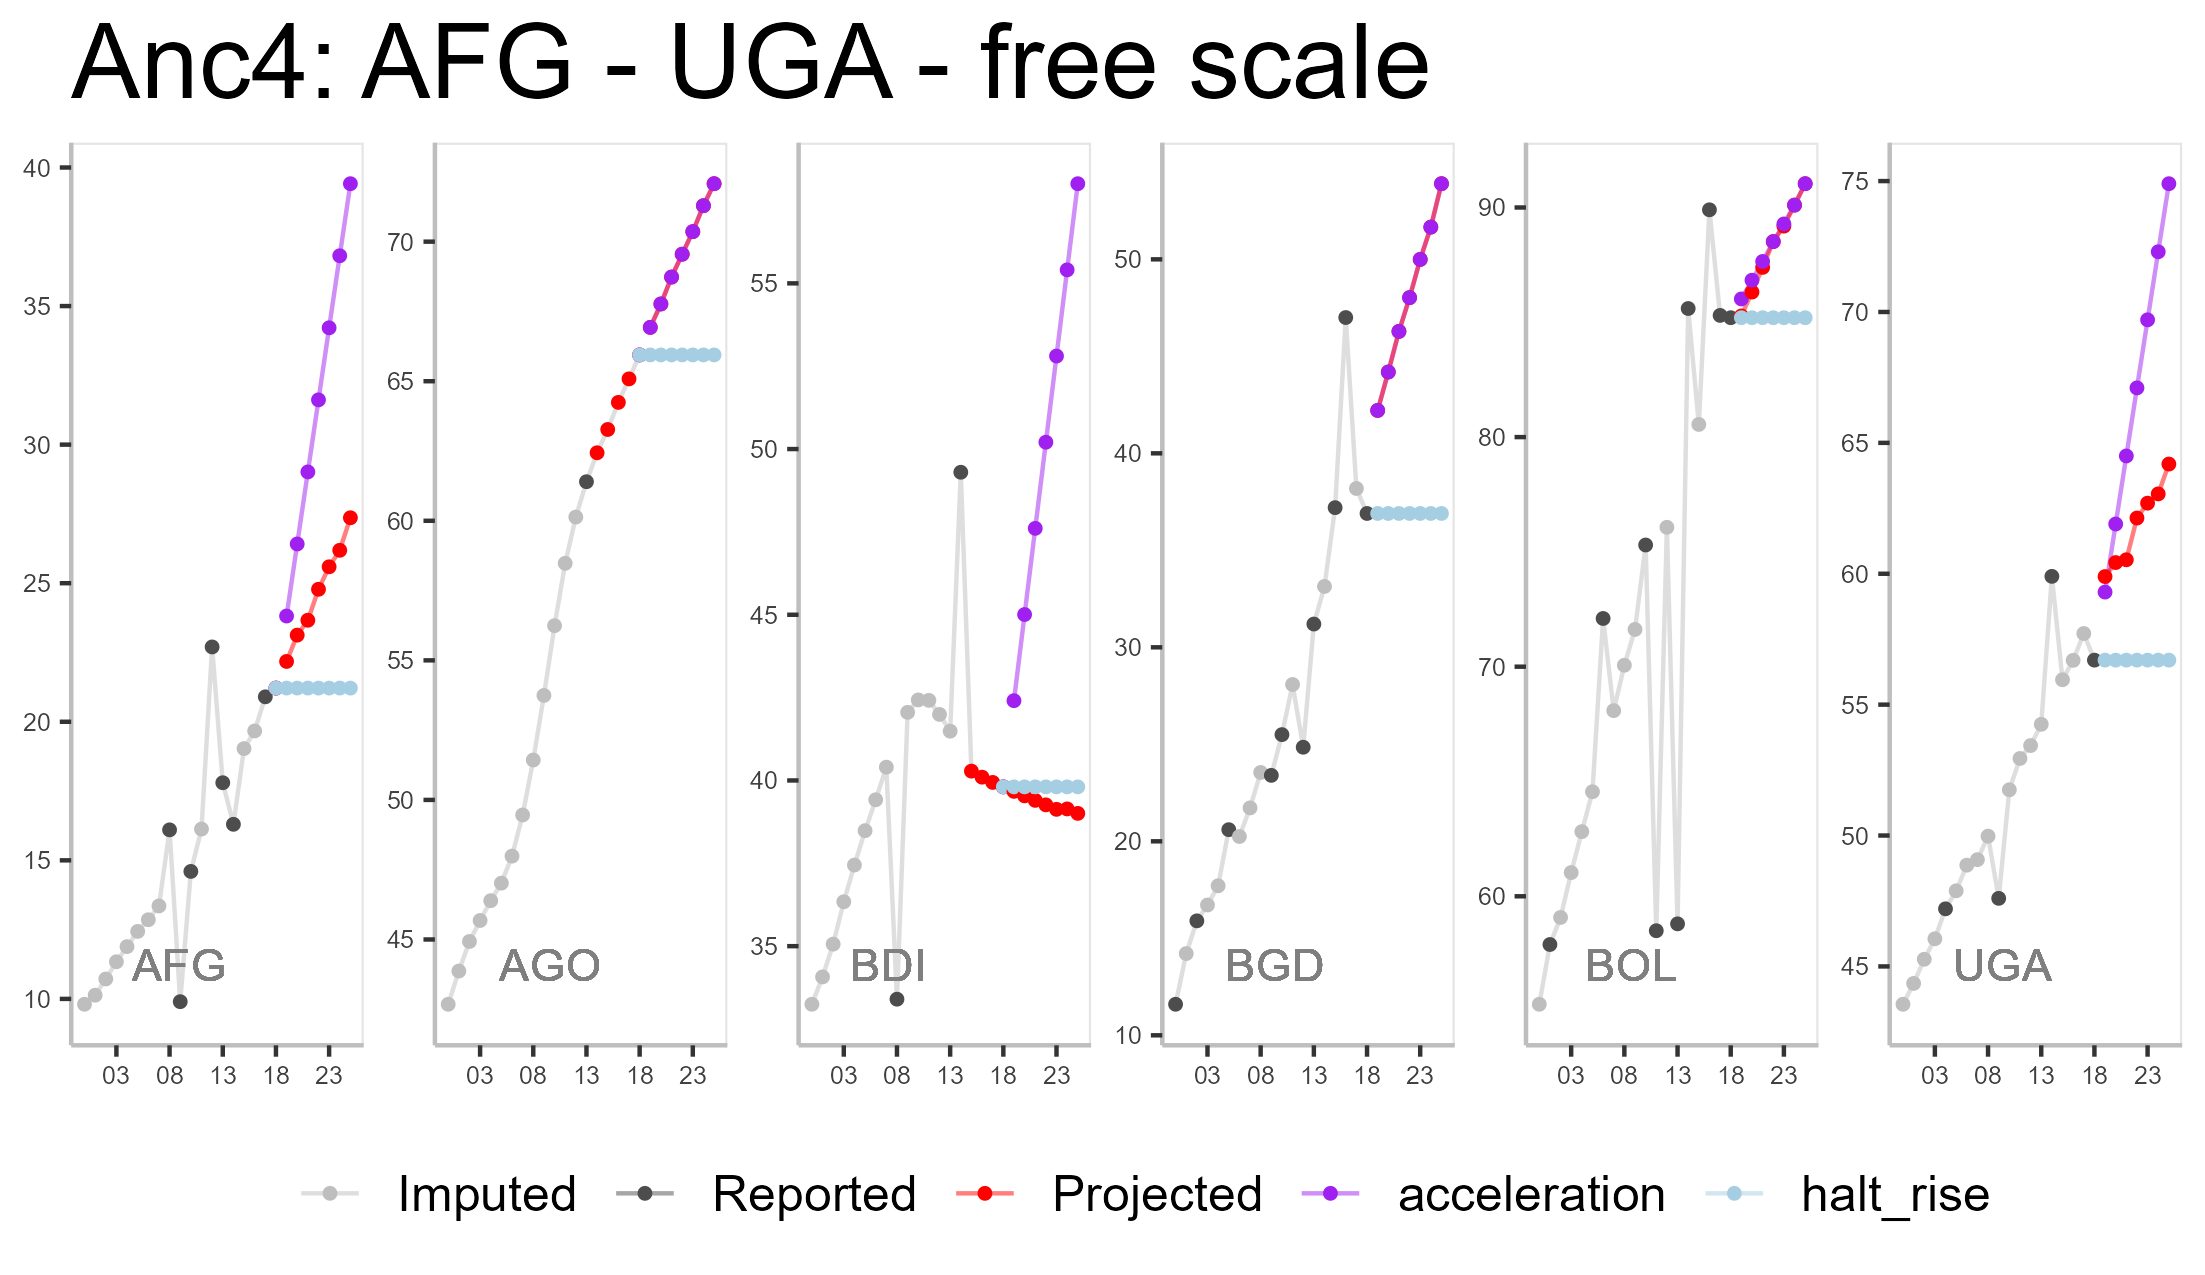 Anc4: AFG - UGA - free scale
40
35
30
25
20
15
10
AFG
03 08 13 18 23
70
65
60
55
50
45
AGO
03 08 13 18 23
55
50
45
40
35
BDI
03 08 13 18 23
50
40
30
20
10
BGD
03 08 13 18 23
90
80
70
60
BOL
03 08 13 18 23
75
70
65
60
55
50
45
UGA
03 08 13 18 23
Imputed Reported Projected acceleration halt_rise